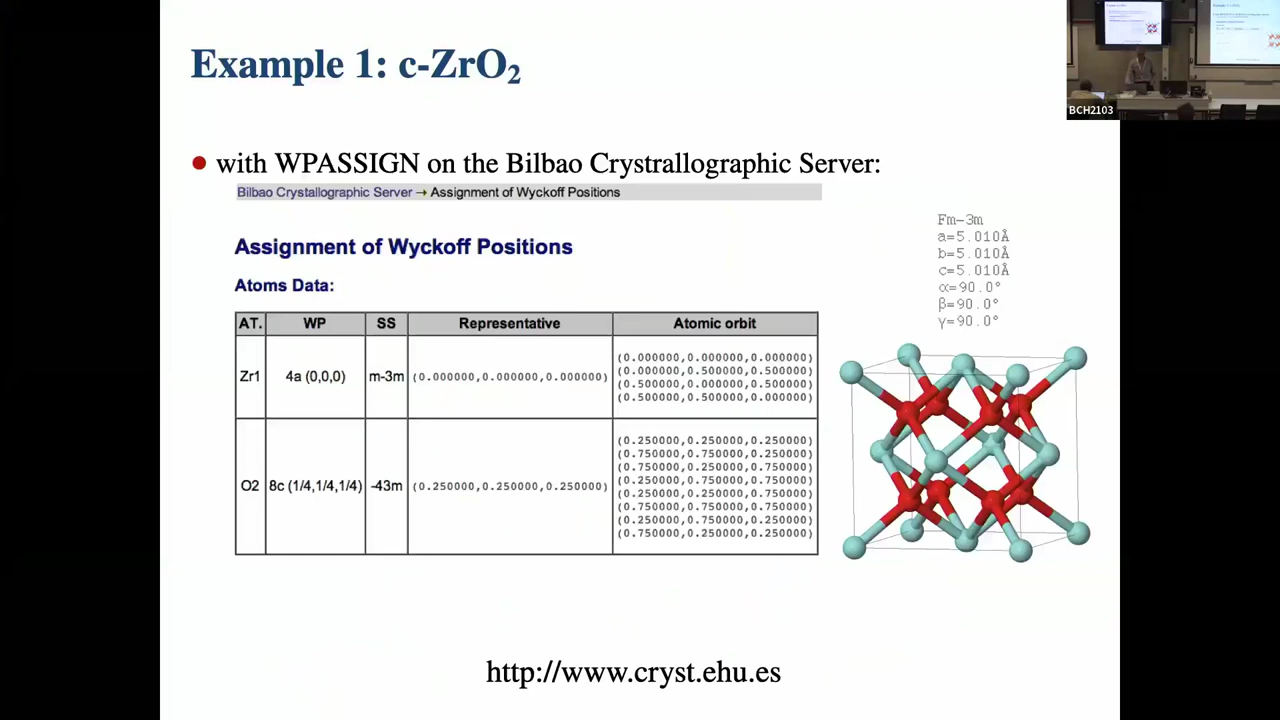 Example 1: c-ZrO₂
BCH2103
with WPASSIGN on the Bilbao Crystrallographic Server:
Bilbao Crystallographic Server → Assignment of Wyckoff Positions
Assignment of Wyckoff Positions
Atoms Data:
AT. WP SS Representative Atomic orbit
Zr1 4a (0,0,0) m-3m (0.000000,0.000000,0.000000)
(0.000000,0.000000,0.000000)
(0.000000,0.500000,0.500000)
(0.500000,0.000000,0.500000)
(0.500000,0.500000,0.000000)
O2 8c (1/4,1/4,1/4) -43m (0.250000,0.250000,0.250000)
(0.250000,0.250000,0.250000)
(0.750000,0.750000,0.250000)
(0.750000,0.250000,0.750000)
(0.250000,0.750000,0.750000)
(0.250000,0.250000,0.750000)
(0.750000,0.750000,0.750000)
(0.250000,0.750000,0.250000)
(0.750000,0.250000,0.250000)
Fm-3m
a=5.010Å
b=5.010Å
c=5.010Å
α=90.0°
β=90.0°
γ=90.0°
http://www.cryst.ehu.es